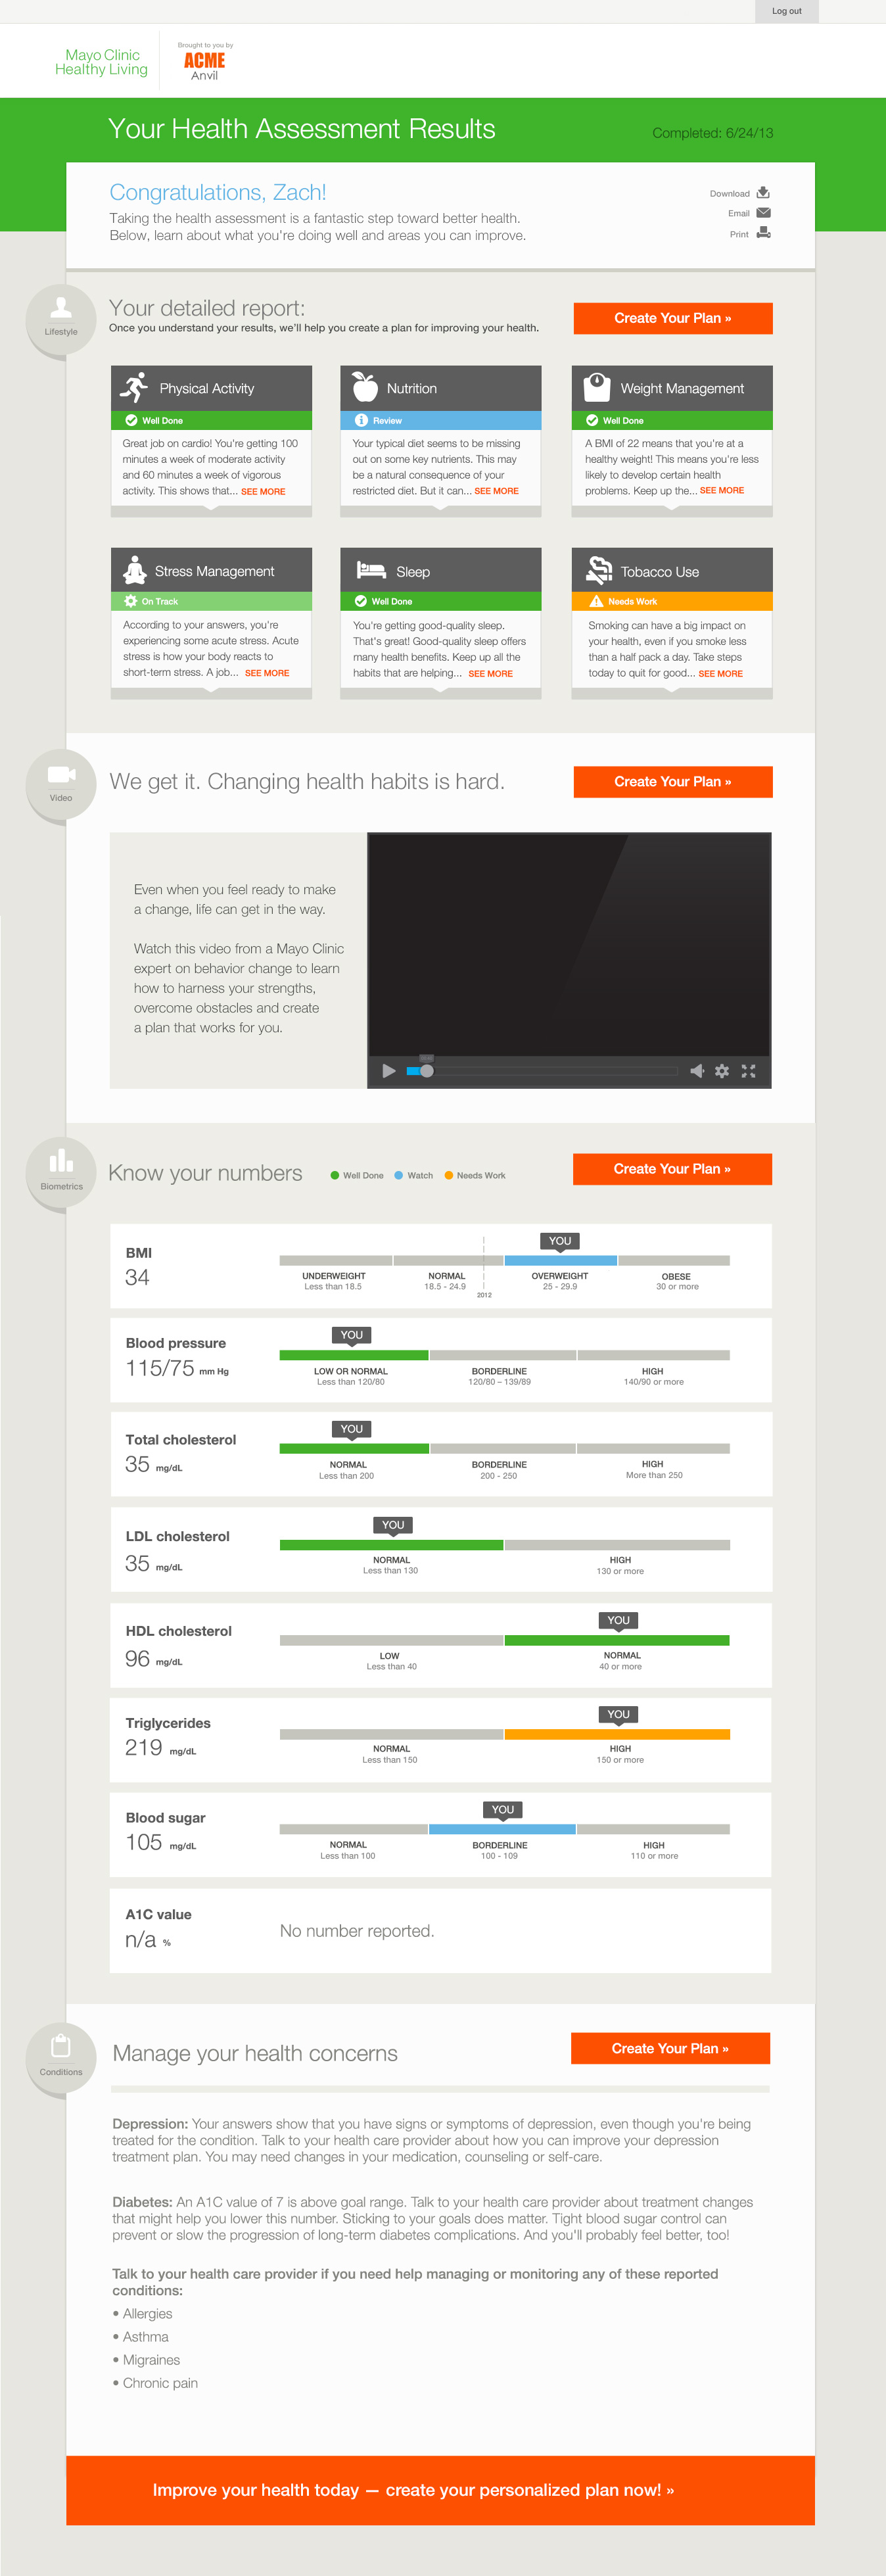 Log out
Mayo Clinic
Healthy Living
Brought to you by
ACME
Anvil
Your Health Assessment Results
Completed: 6/24/13
Congratulations, Zach!
Taking the health assessment is a fantastic step toward better health.
Below, learn about what you're doing well and areas you can improve.
Download
Email
Print
Lifestyle
Your detailed report:
Once you understand your results, we'll help you create a plan for improving your health.
Create Your Plan »
Physical Activity
Well Done
Great job on cardio! You're getting 100
minutes a week of moderate activity
and 60 minutes a week of vigorous
activity. This shows that... SEE MORE
Nutrition
Review
Your typical diet seems to be missing
out on some key nutrients. This may
be a natural consequence of your
restricted diet. But it can... SEE MORE
Weight Management
Well Done
A BMI of 22 means that you're at a
healthy weight! This means you're less
likely to develop certain health
problems. Keep up the... SEE MORE
Stress Management
On Track
According to your answers, you're
experiencing some acute stress. Acute
stress is how your body reacts to
short-term stress. A job... SEE MORE
Sleep
Well Done
You're getting good-quality sleep.
That's great! Good-quality sleep offers
many health benefits. Keep up all the
habits that are helping... SEE MORE
Tobacco Use
Needs Work
Smoking can have a big impact on
your health, even if you smoke less
than a half pack a day. Take steps
today to quit for good... SEE MORE
Video
We get it. Changing health habits is hard.
Create Your Plan »
Even when you feel ready to make
a change, life can get in the way.
Watch this video from a Mayo Clinic
expert on behavior change to learn
how to harness your strengths,
overcome obstacles and create
a plan that works for you.
Biometrics
Know your numbers
Well Done
Watch
Needs Work
Create Your Plan »
BMI
34
YOU
UNDERWEIGHT
Less than 18.5
NORMAL
18.5 - 24.9
2012
OVERWEIGHT
25 - 29.9
OBESE
30 or more
Blood pressure
115/75 mm Hg
YOU
LOW OR NORMAL
Less than 120/80
BORDERLINE
120/80 – 139/89
HIGH
140/90 or more
Total cholesterol
35 mg/dL
YOU
NORMAL
Less than 200
BORDERLINE
200 - 250
HIGH
More than 250
LDL cholesterol
35 mg/dL
YOU
NORMAL
Less than 130
HIGH
130 or more
HDL cholesterol
96 mg/dL
YOU
LOW
Less than 40
NORMAL
40 or more
Triglycerides
219 mg/dL
YOU
NORMAL
Less than 150
HIGH
150 or more
Blood sugar
105 mg/dL
YOU
NORMAL
Less than 100
BORDERLINE
100 - 109
HIGH
110 or more
A1C value
n/a %
No number reported.
Conditions
Manage your health concerns
Create Your Plan »
Depression: Your answers show that you have signs or symptoms of depression, even though you're being
treated for the condition. Talk to your health care provider about how you can improve your depression
treatment plan. You may need changes in your medication, counseling or self-care.
Diabetes: An A1C value of 7 is above goal range. Talk to your health care provider about treatment changes
that might help you lower this number. Sticking to your goals does matter. Tight blood sugar control can
prevent or slow the progression of long-term diabetes complications. And you'll probably feel better, too!
Talk to your health care provider if you need help managing or monitoring any of these reported
conditions:
• Allergies
• Asthma
• Migraines
• Chronic pain
Improve your health today — create your personalized plan now! »